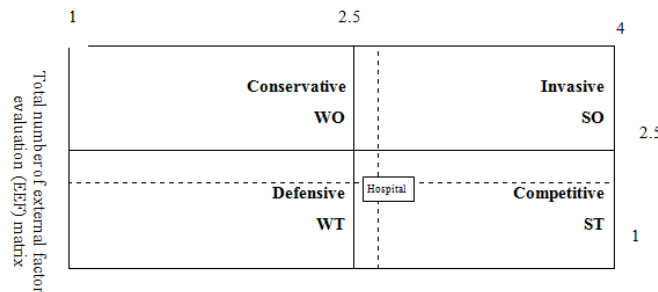 1
2.5
4
Total number of external factor
evaluation (EEF) matrix
Conservative
WO
Invasive
SO
2.5
Defensive
WT
Hospital
Competitive
ST
1